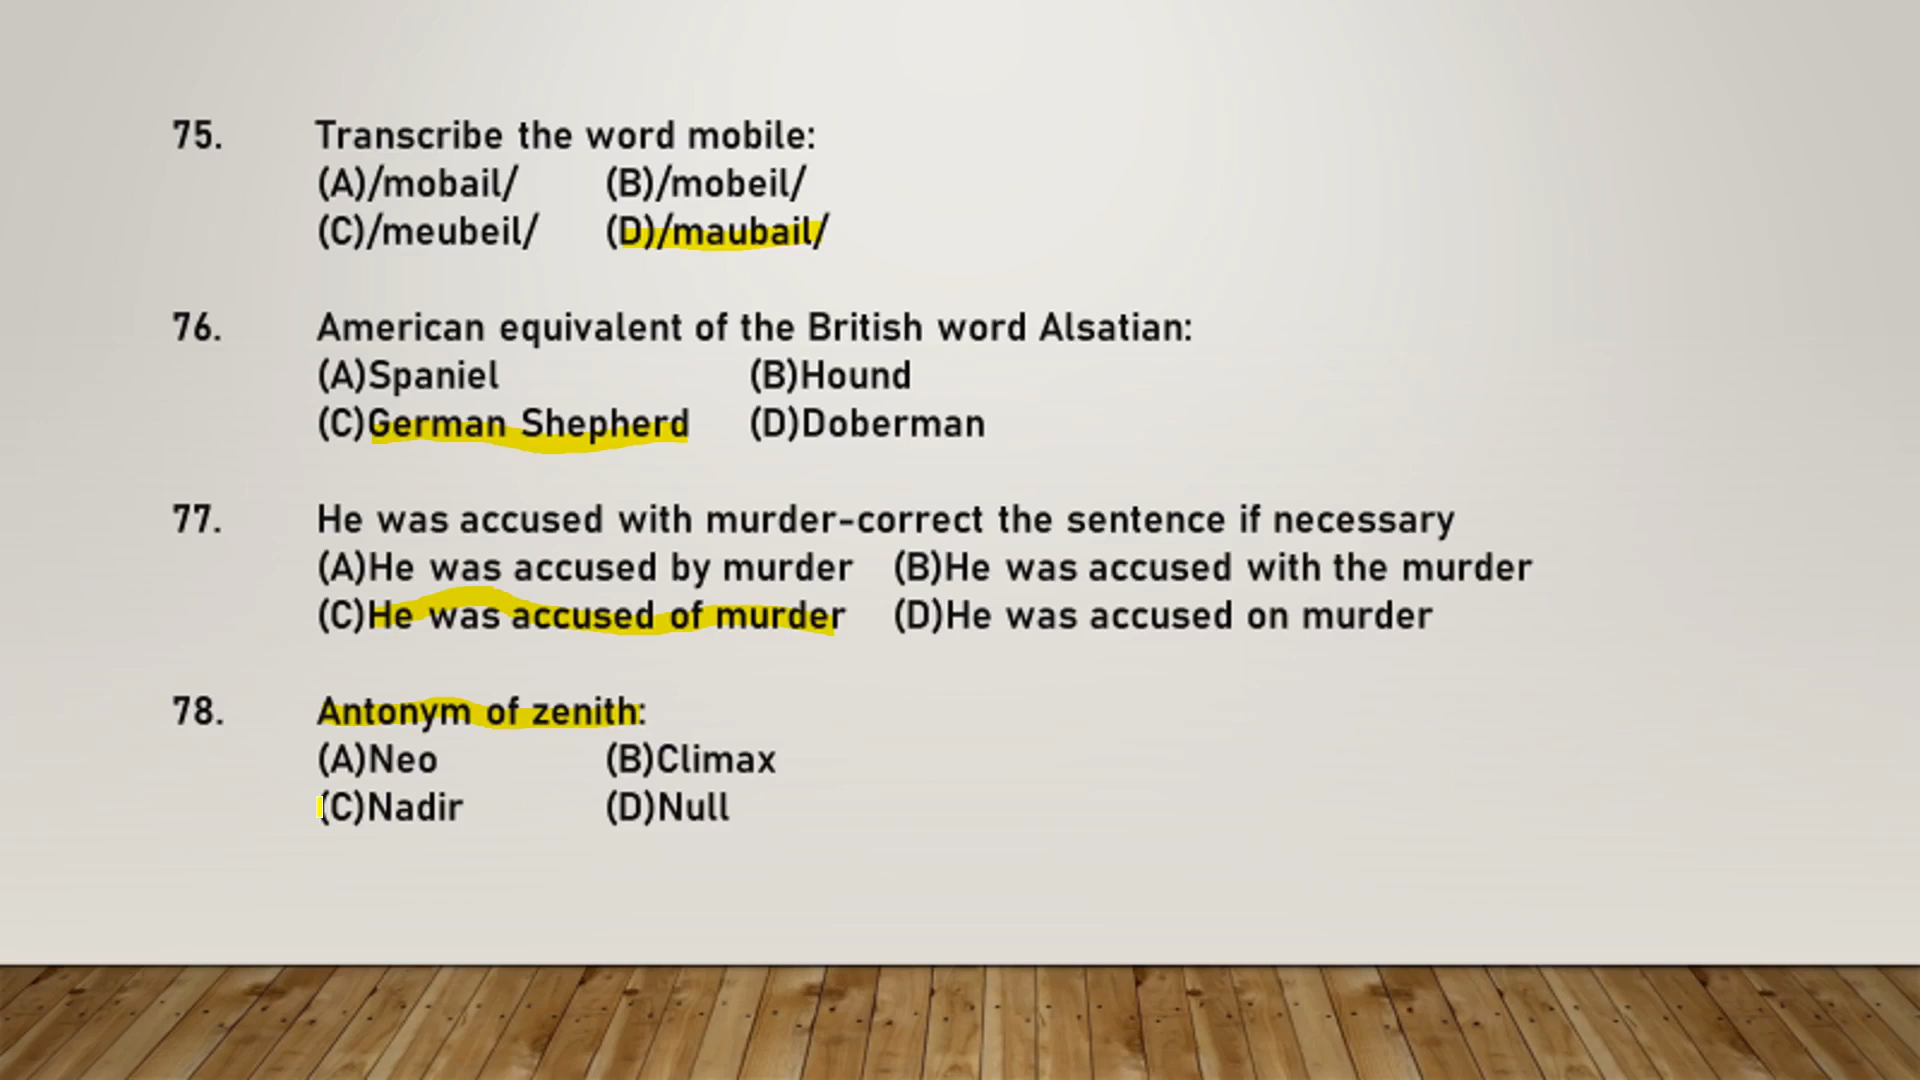 75. Transcribe the word mobile:
(A)/mobail/ (B)/mobeil/
(C)/meubeil/ (D)/maubail/
76. American equivalent of the British word Alsatian:
(A)Spaniel (B)Hound
(C)German Shepherd (D)Doberman
77. He was accused with murder-correct the sentence if necessary
(A)He was accused by murder (B)He was accused with the murder
(C)He was accused of murder (D)He was accused on murder
78. Antonym of zenith:
(A)Neo (B)Climax
(C)Nadir (D)Null